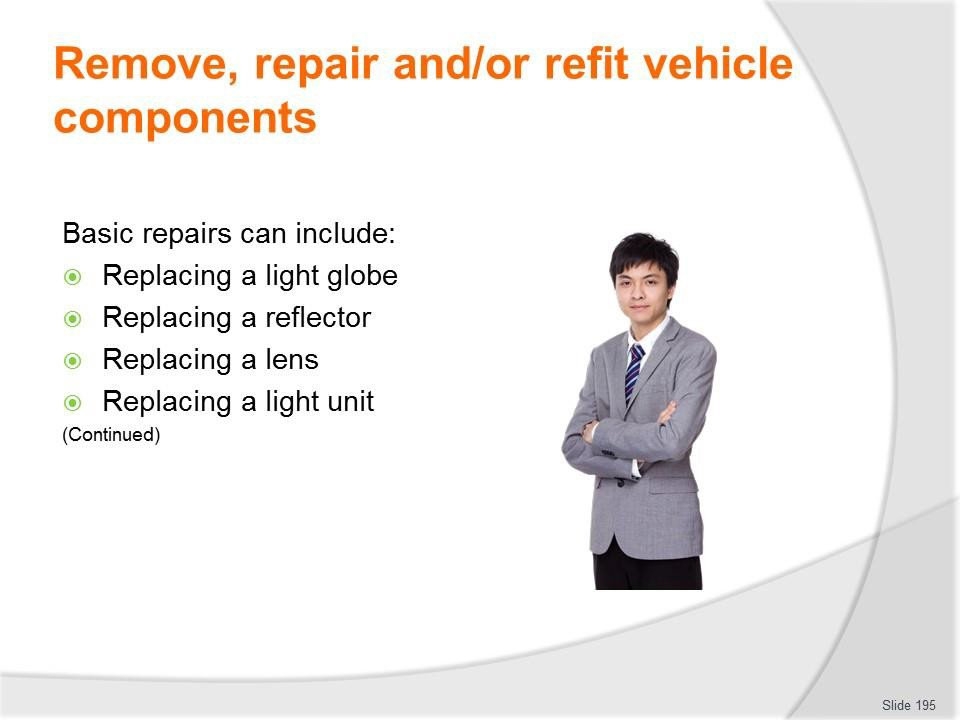 Remove, repair and/or refit vehicle
components
Basic repairs can include:
Replacing a light globe
Replacing a reflector
Replacing a lens
Replacing a light unit
(Continued)
Slide 195